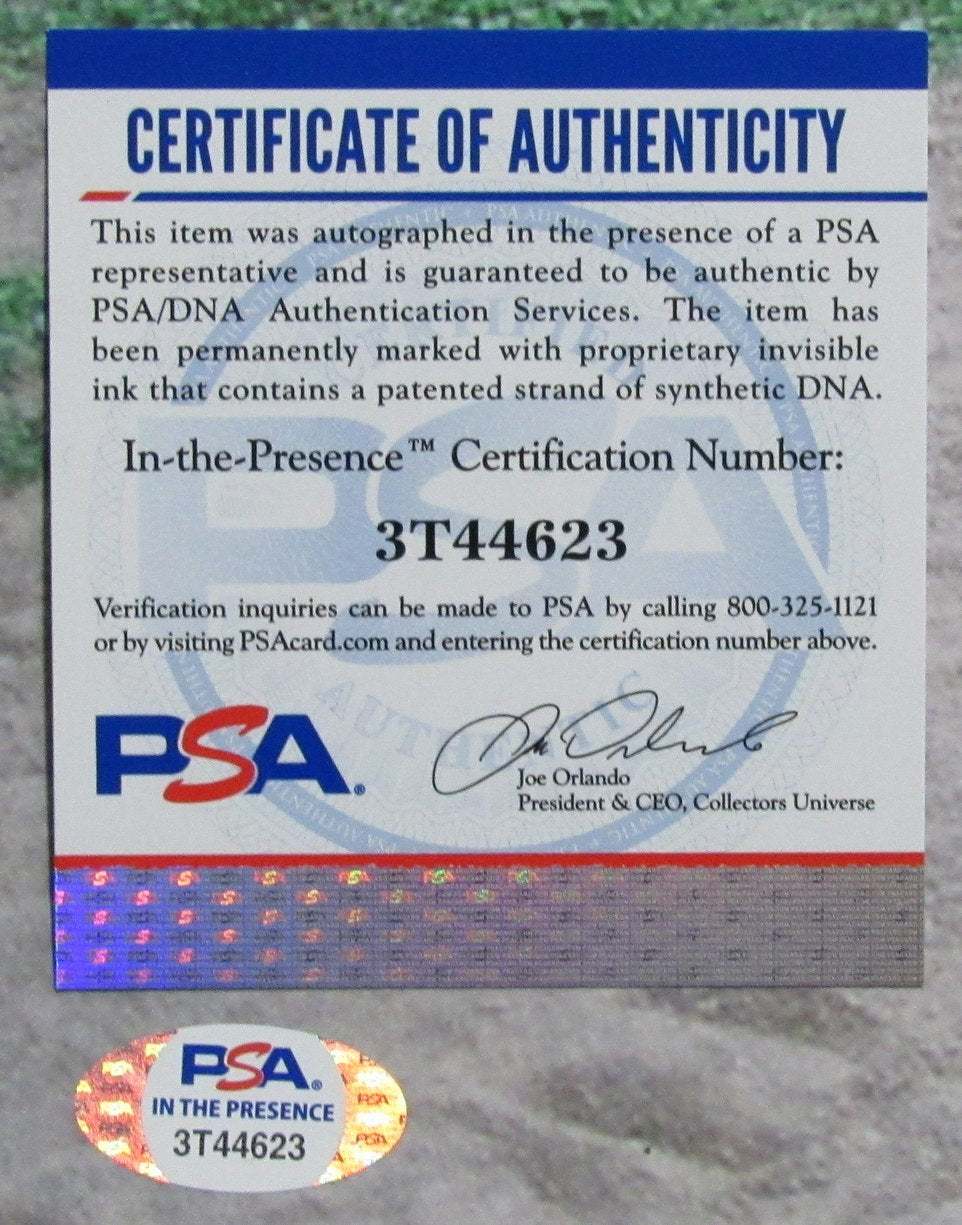 CERTIFICATE OF AUTHENTICITY
This item was autographed in the presence of a PSA
representative and is guaranteed to be authentic by
PSA/DNA Authentication Services. The item has
been permanently marked with proprietary invisible
ink that contains a patented strand of synthetic DNA.
In-the-Presence™ Certification Number:
3T44623
Verification inquiries can be made to PSA by calling 800-325-1121
or by visiting PSAcard.com and entering the certification number above.
PSA®
Joe Orlando
President & CEO, Collectors Universe
PSA®
IN THE PRESENCE
3T44623